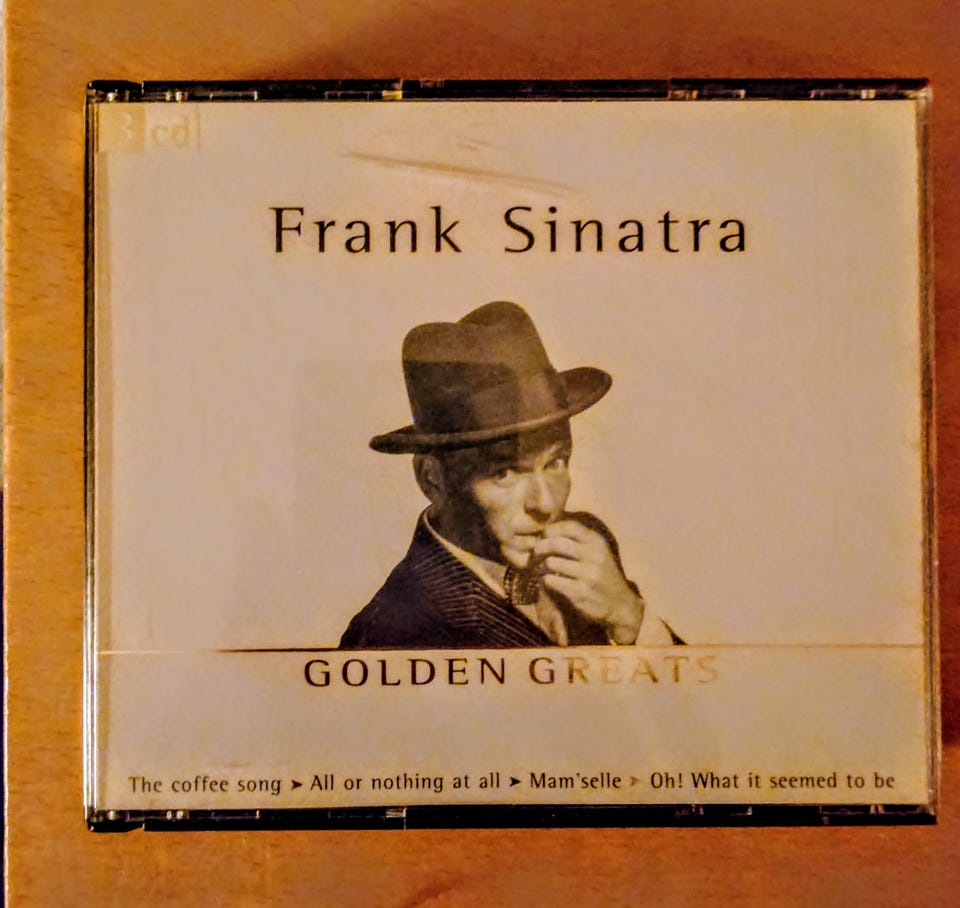 3 cd
Frank Sinatra
GOLDEN GREATS
The coffee song ➤ All or nothing at all ➤ Mam'selle ➤ Oh! What it seemed to be